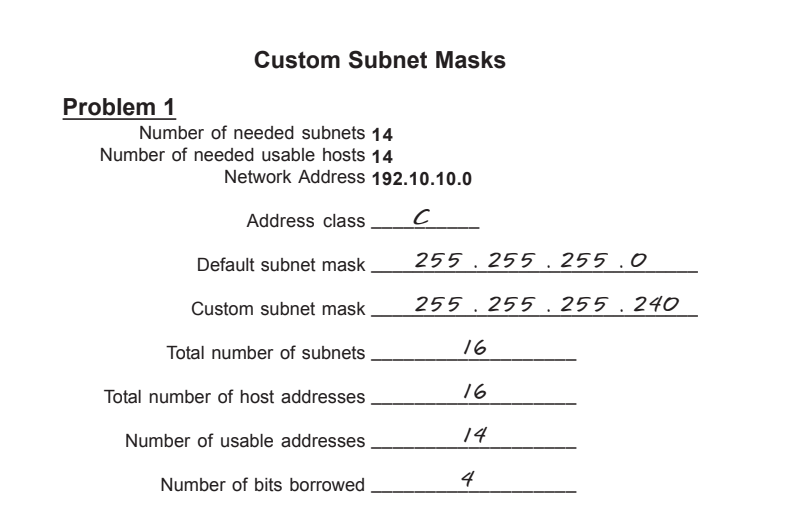 Custom Subnet Masks
Problem 1
Number of needed subnets 14
Number of needed usable hosts 14
Network Address 192.10.10.0
Address class C
Default subnet mask 255 . 255 . 255 . 0
Custom subnet mask 255 . 255 . 255 . 240
Total number of subnets 16
Total number of host addresses 16
Number of usable addresses 14
Number of bits borrowed 4